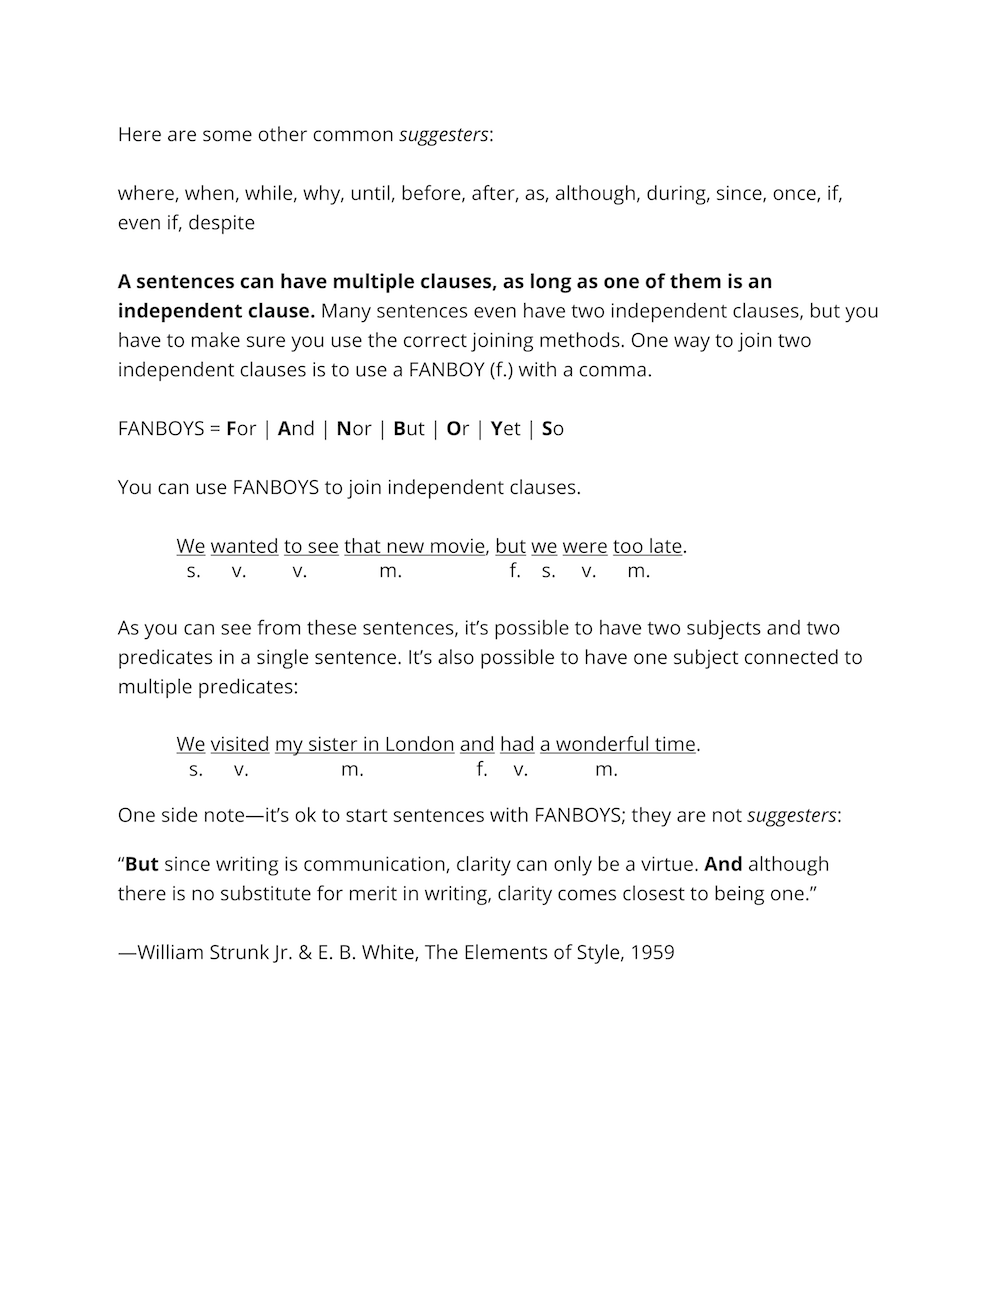 Here are some other common suggesters:
where, when, while, why, until, before, after, as, although, during, since, once, if,
even if, despite
A sentences can have multiple clauses, as long as one of them is an
independent clause. Many sentences even have two independent clauses, but you
have to make sure you use the correct joining methods. One way to join two
independent clauses is to use a FANBOY (f.) with a comma.
FANBOYS = For | And | Nor | But | Or | Yet | So
You can use FANBOYS to join independent clauses.
We wanted to see that new movie, but we were too late.
s. v. v. m. f. s. v. m.
As you can see from these sentences, it’s possible to have two subjects and two
predicates in a single sentence. It’s also possible to have one subject connected to
multiple predicates:
We visited my sister in London and had a wonderful time.
s. v. m. f. v. m.
One side note—it’s ok to start sentences with FANBOYS; they are not suggesters:
“But since writing is communication, clarity can only be a virtue. And although
there is no substitute for merit in writing, clarity comes closest to being one.”
—William Strunk Jr. & E. B. White, The Elements of Style, 1959